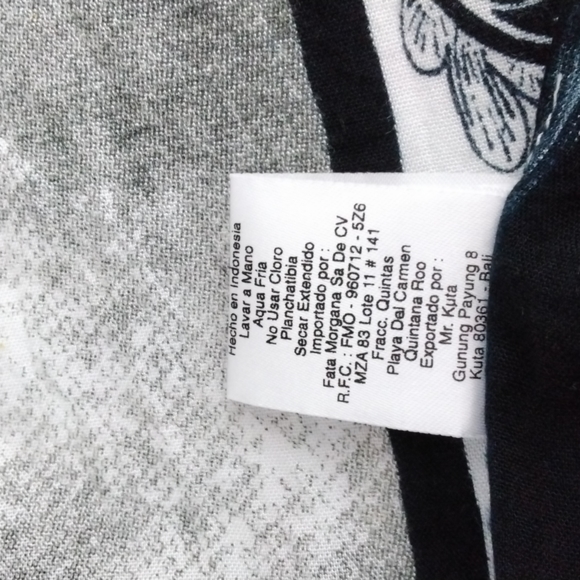 Hecho en Indonesia
Lavar a Mano
Aqua Fria
No Usar Cloro
Planchatibia
Secar Extendido
Importado por :
Fata Morgana Sa De CV
R.F.C. : FMO - 960712 - 5Z6
MZA 83 Lote 11 # 141
Fracc. Quintas
Playa Del Carmen
Quintana Roo
Exportado por :
Mr. Kuta
Gunung Payung 8
Kuta 80361 - Bali